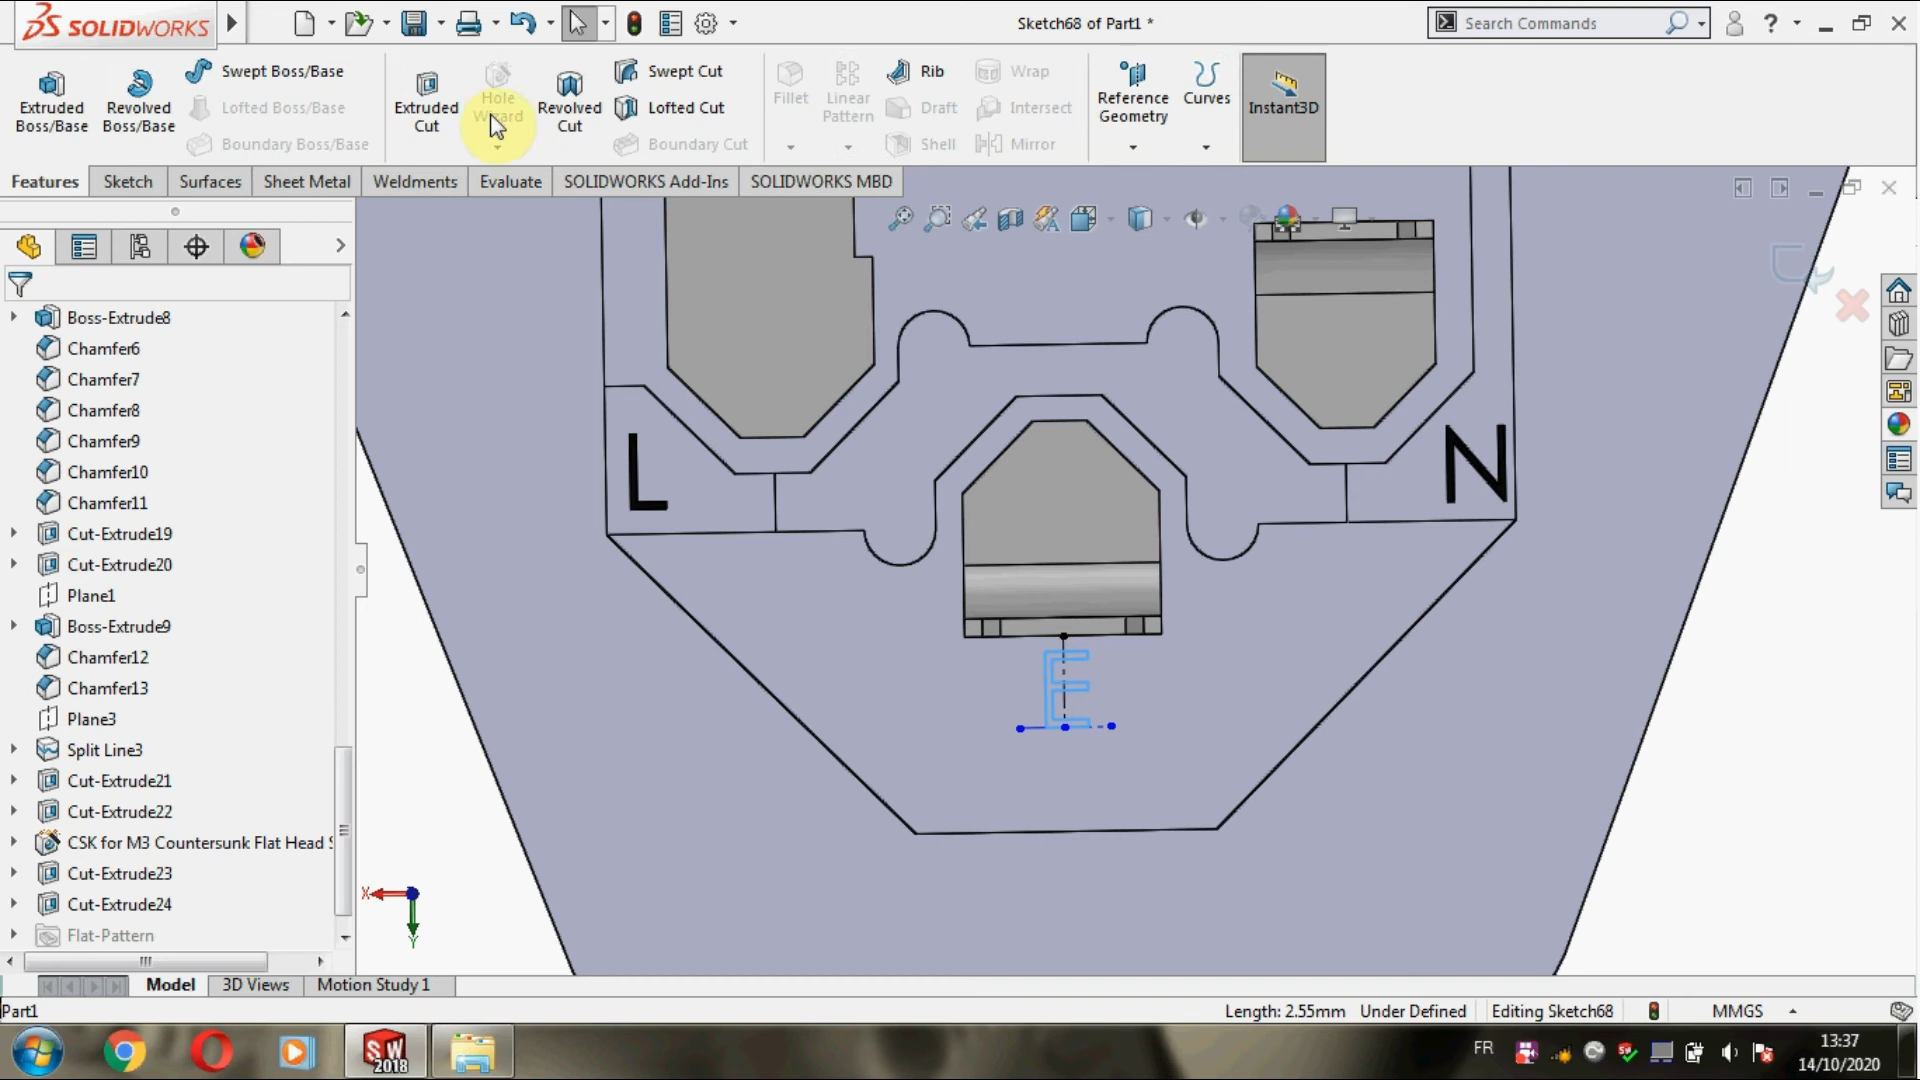 SOLIDWORKS
Sketch68 of Part1 *
Search Commands
Extruded Boss/Base
Revolved Boss/Base
Swept Boss/Base
Lofted Boss/Base
Boundary Boss/Base
Extruded Cut
Hole Wizard
Revolved Cut
Swept Cut
Lofted Cut
Boundary Cut
Fillet
Linear Pattern
Rib
Draft
Shell
Wrap
Intersect
Mirror
Reference Geometry
Curves
Instant3D
Features
Sketch
Surfaces
Sheet Metal
Weldments
Evaluate
SOLIDWORKS Add-Ins
SOLIDWORKS MBD
Boss-Extrude8
Chamfer6
Chamfer7
Chamfer8
Chamfer9
Chamfer10
Chamfer11
Cut-Extrude19
Cut-Extrude20
Plane1
Boss-Extrude9
Chamfer12
Chamfer13
Plane3
Split Line3
Cut-Extrude21
Cut-Extrude22
CSK for M3 Countersunk Flat Head
Cut-Extrude23
Cut-Extrude24
Flat-Pattern
L
N
E
X
Y
Model
3D Views
Motion Study 1
Part1
Length: 2.55mm
Under Defined
Editing Sketch68
MMGS
SW
2018
FR
13:37
14/10/2020